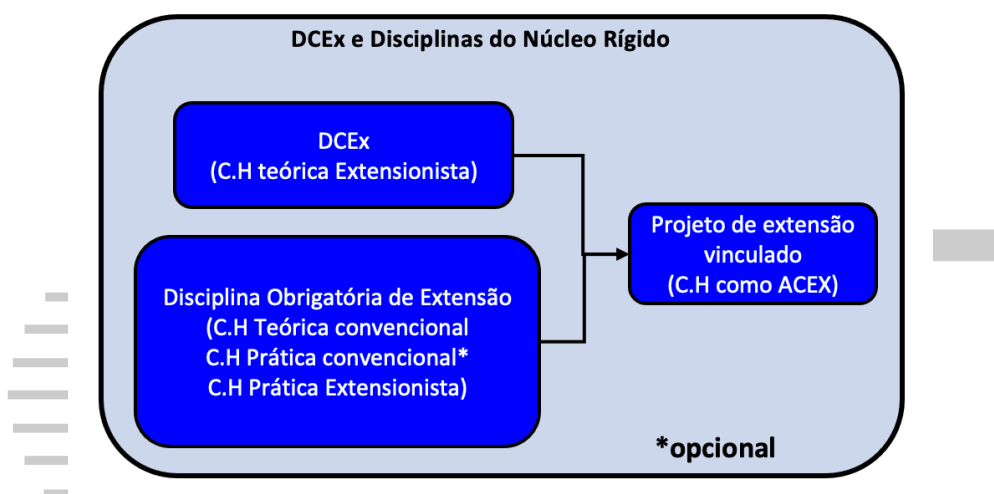 DCEx e Disciplinas do Núcleo Rígido
DCEx
(C.H teórica Extensionista)
Disciplina Obrigatória de Extensão
(C.H Teórica convencional
C.H Prática convencional*
C.H Prática Extensionista)
Projeto de extensão
vinculado
(C.H como ACEX)
*opcional